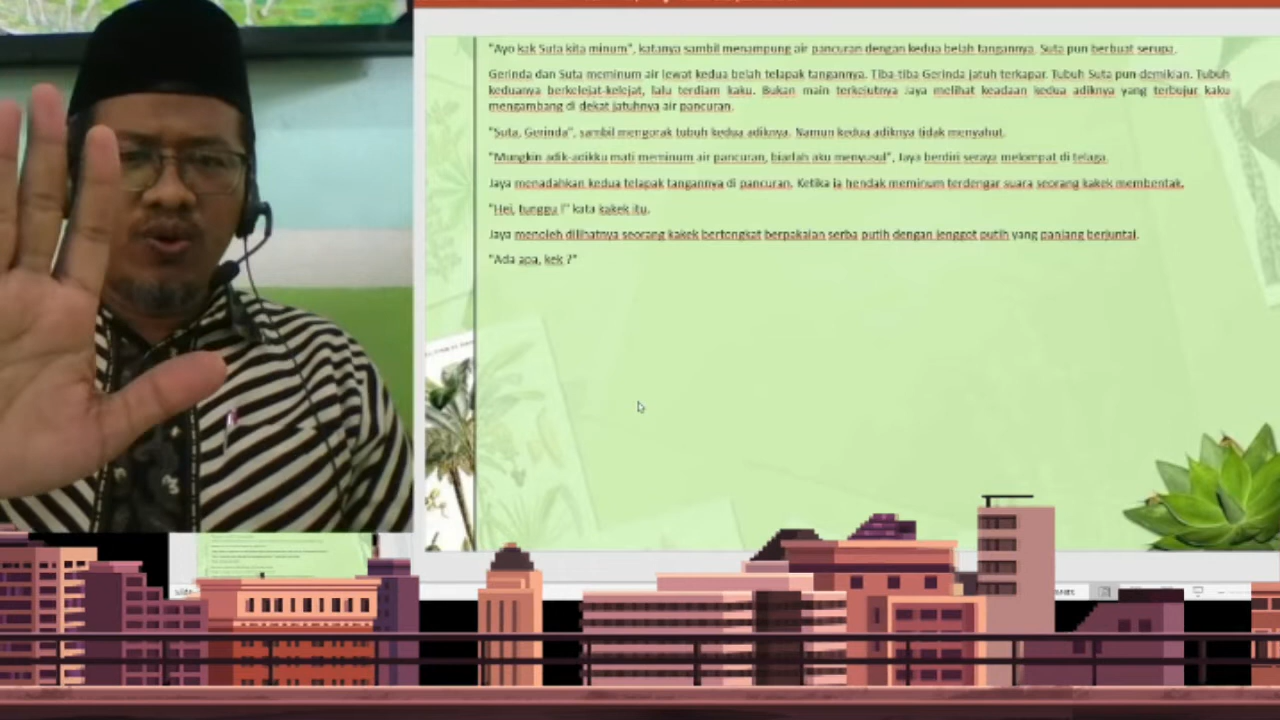 "Ayo kak Suta kita minum", katanya sambil menampung air pancuran dengan kedua belah tangannya. Suta pun berbuat serupa.
Gerinda dan Suta meminum air lewat kedua belah telapak tangannya. Tiba-tiba Gerinda jatuh terkapar. Tubuh Suta pun demikian. Tubuh
keduanya berkelejat-kelejat, lalu terdiam kaku. Bukan main terkejutnya Jaya melihat keadaan kedua adiknya yang terbujur kaku
mengambang di dekat jatuhnya air pancuran.
"Suta, Gerinda", sambil mengorak tubuh kedua adiknya. Namun kedua adiknya tidak menyahut.
"Mungkin adik-adikku mati meminum air pancuran, biarlah aku menyusul", Jaya berdiri seraya melompat di telaga.
Jaya menadahkan kedua telapak tangannya di pancuran. Ketika ia hendak meminum terdengar suara seorang kakek membentak.
"Hei, tunggu !" kata kakek itu.
Jaya menoleh dilihatnya seorang kakek bertongkat berpakaian serba putih dengan jenggot putih yang panjang berjuntai.
"Ada apa, kek ?"